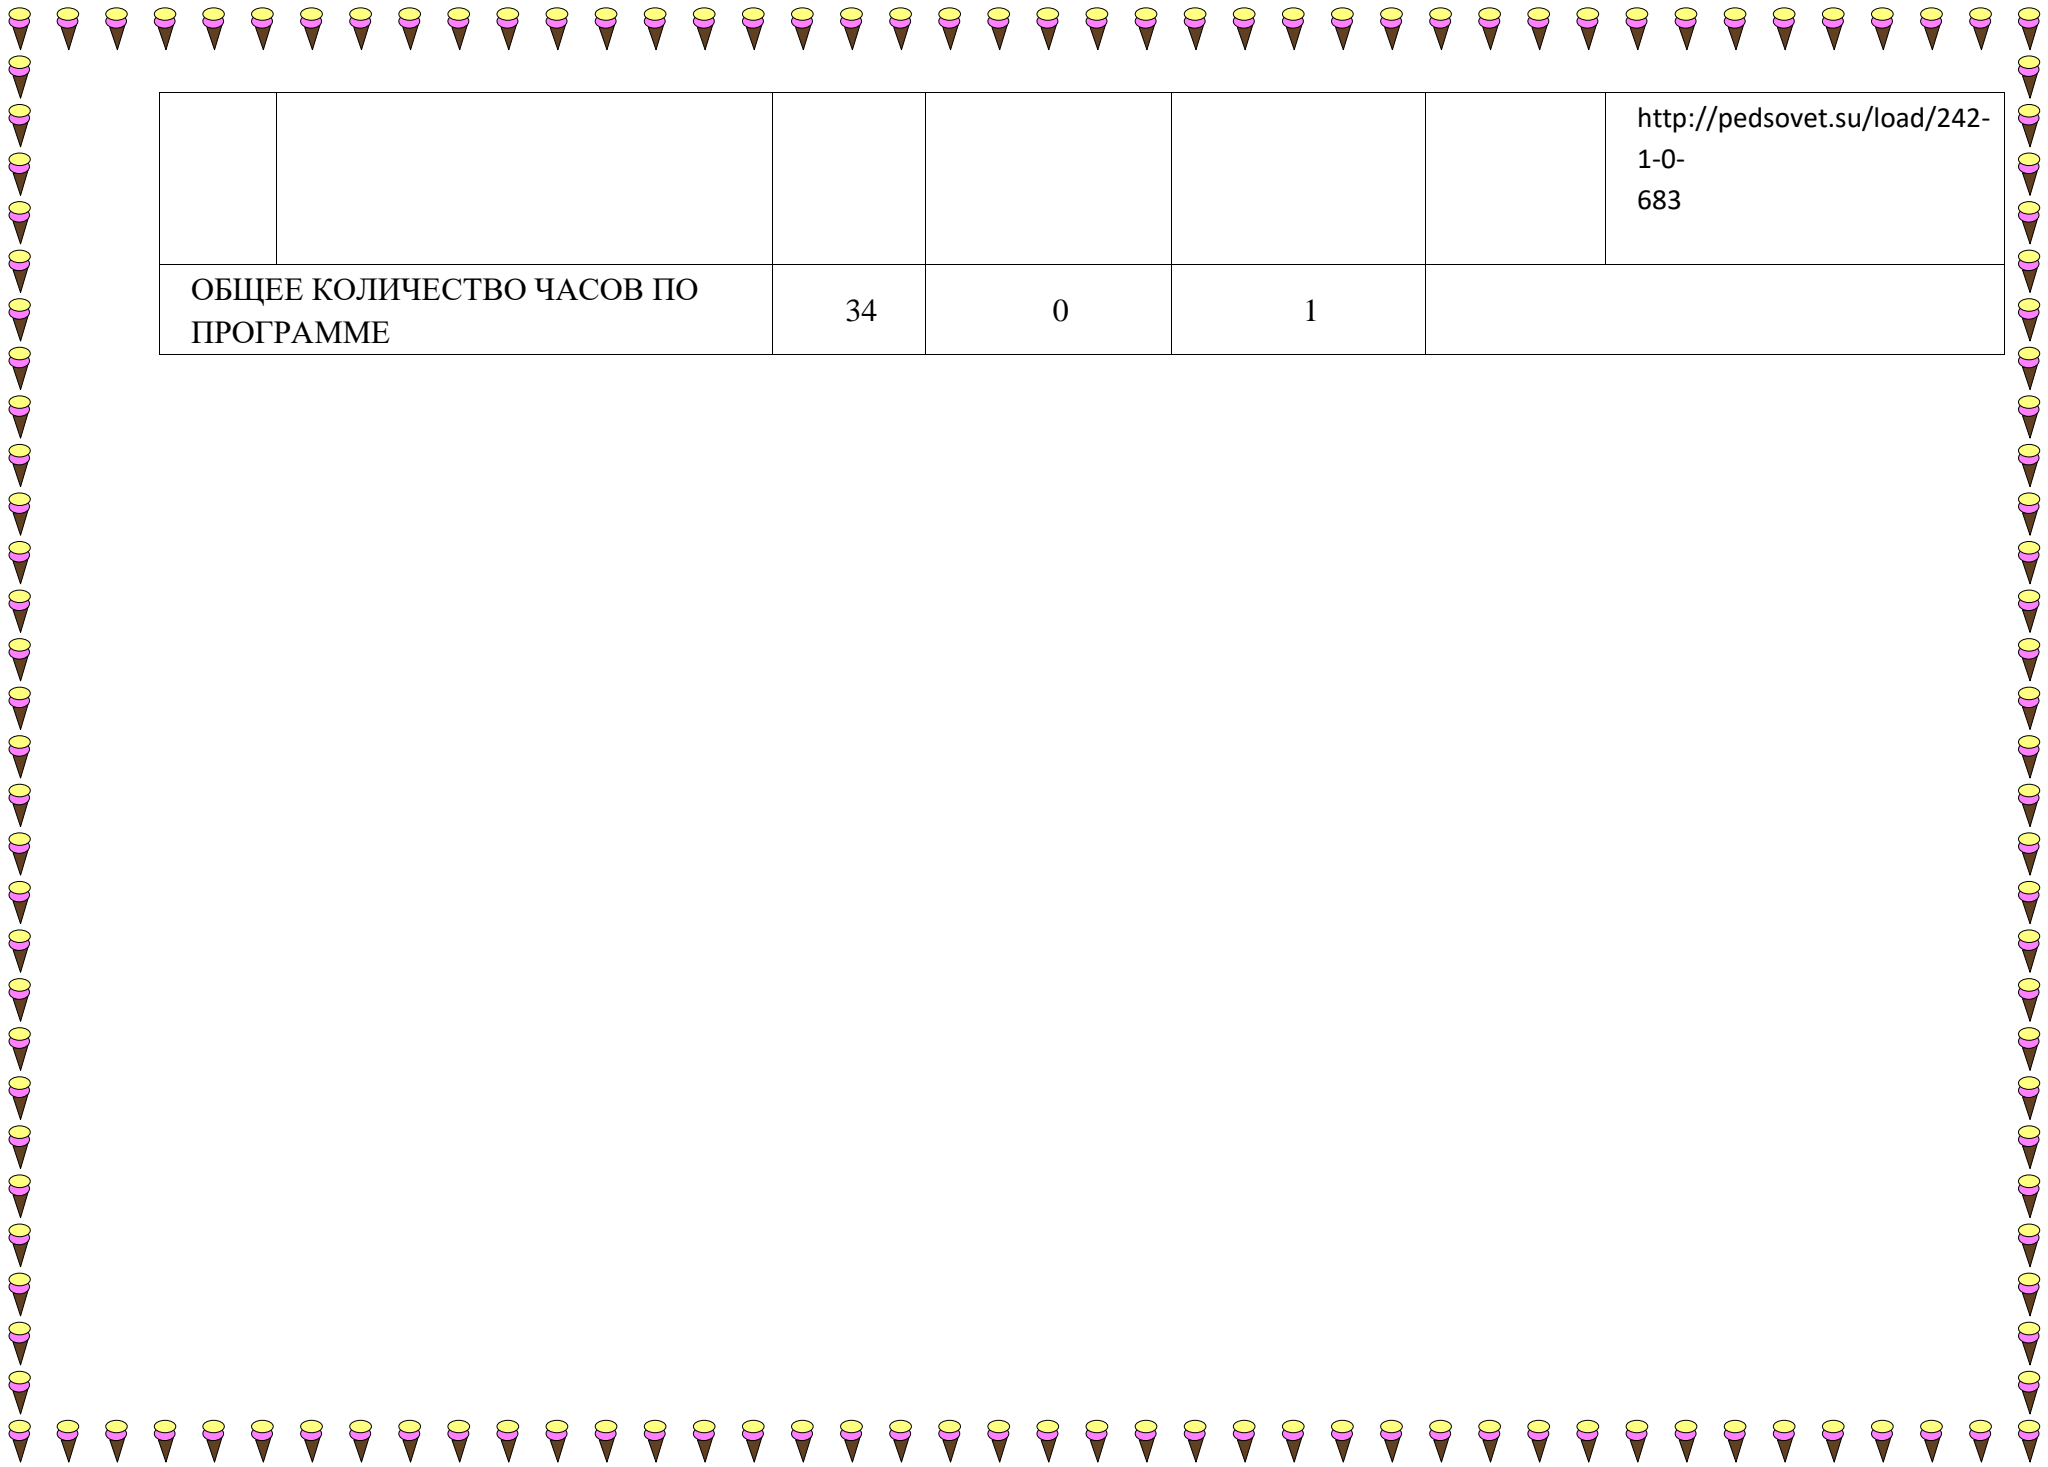 http://pedsovet.su/load/242-
1-0-
683
ОБЩЕЕ КОЛИЧЕСТВО ЧАСОВ ПО
ПРОГРАММЕ
34
0
1